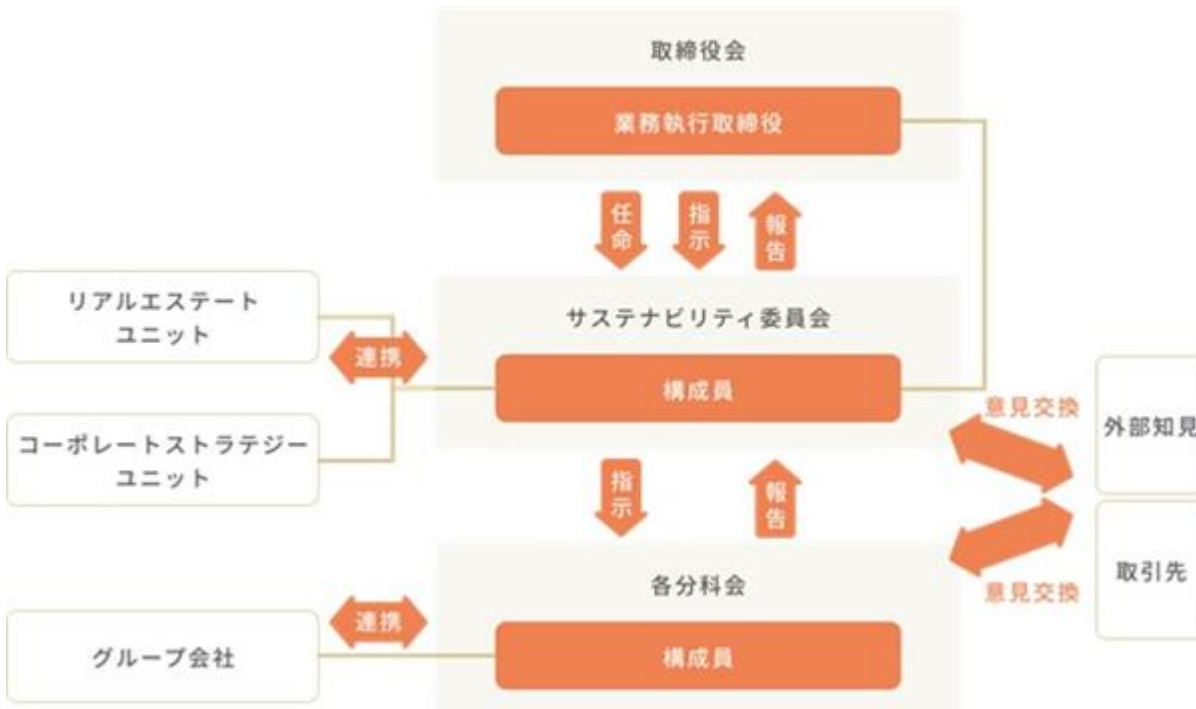 取締役会
業務執行取締役
任命
指示
報告
リアルエステート
ユニット
連携
サステナビリティ委員会
構成員
コーポレートストラテジー
ユニット
意見交換
外部知見
指示
報告
取引先
意見交換
各分科会
連携
構成員
グループ会社